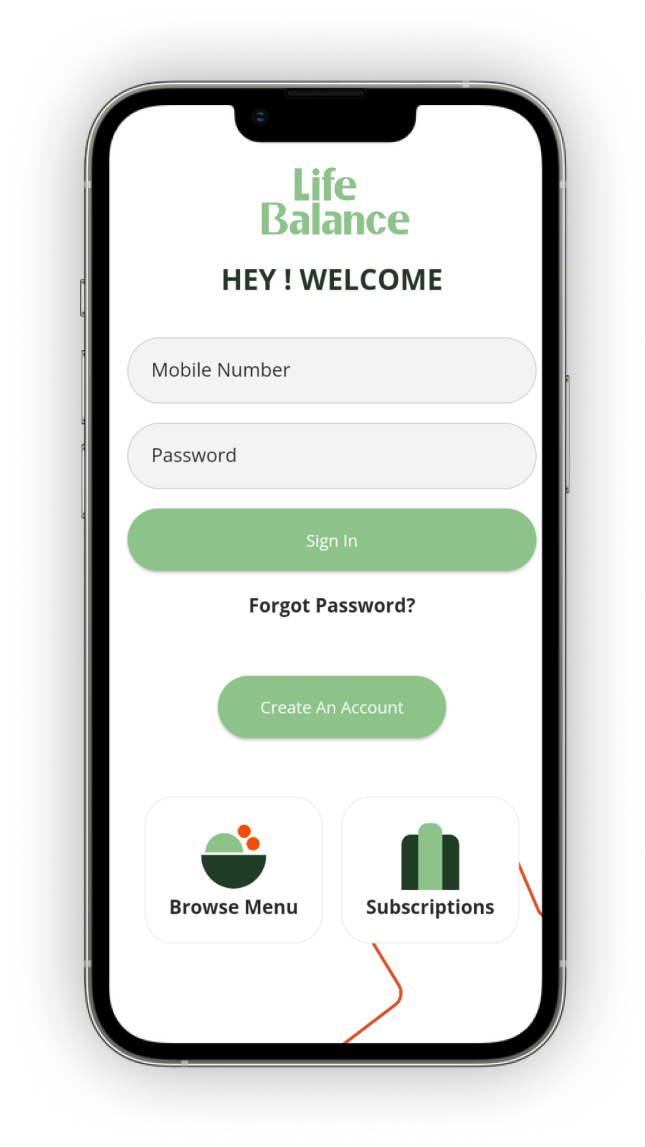 Life
Balance
HEY ! WELCOME
Mobile Number
Password
Sign In
Forgot Password?
Create An Account
Browse Menu
Subscriptions